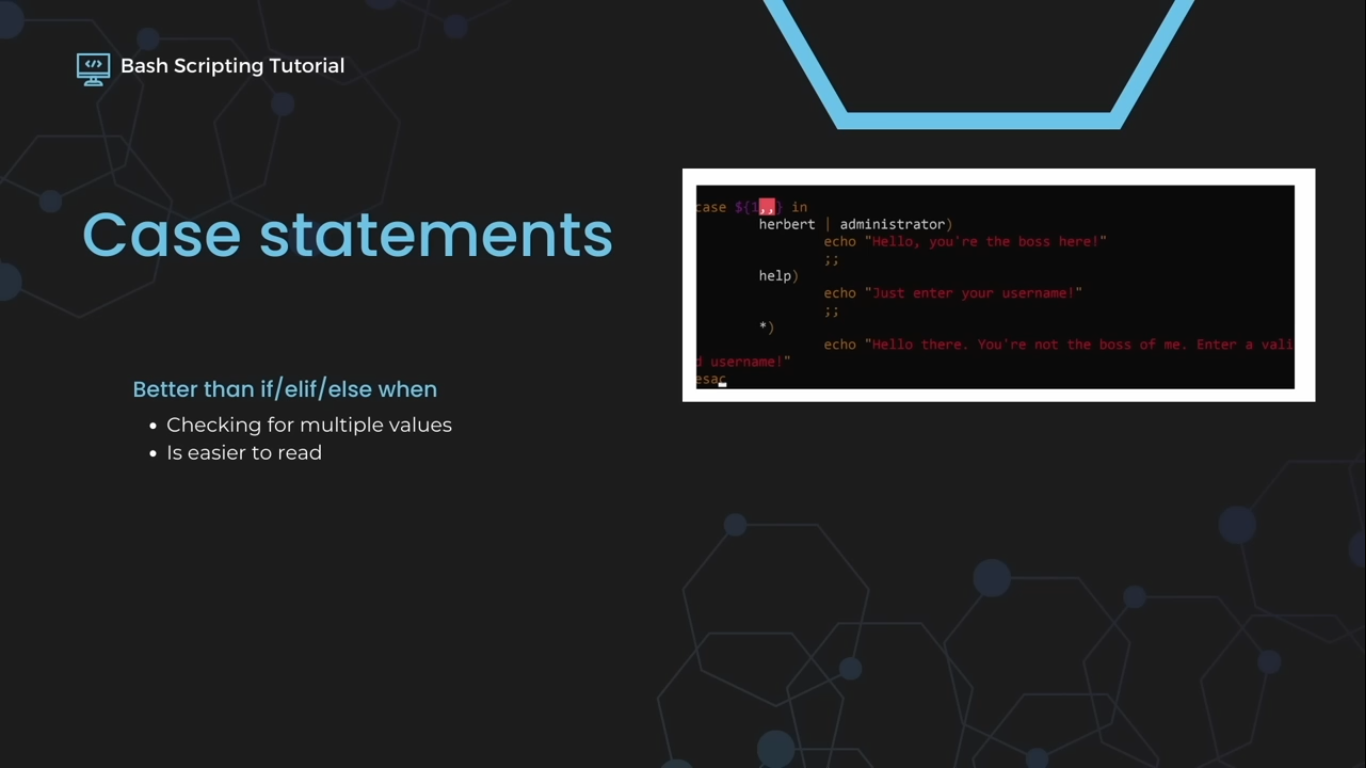 Bash Scripting Tutorial
Case statements
Better than if/elif/else when
• Checking for multiple values
• Is easier to read
case ${1,,} in
herbert | administrator)
echo "Hello, you're the boss here!"
;;
help)
echo "Just enter your username!"
;;
*)
echo "Hello there. You're not the boss of me. Enter a vali
d username!"
esac